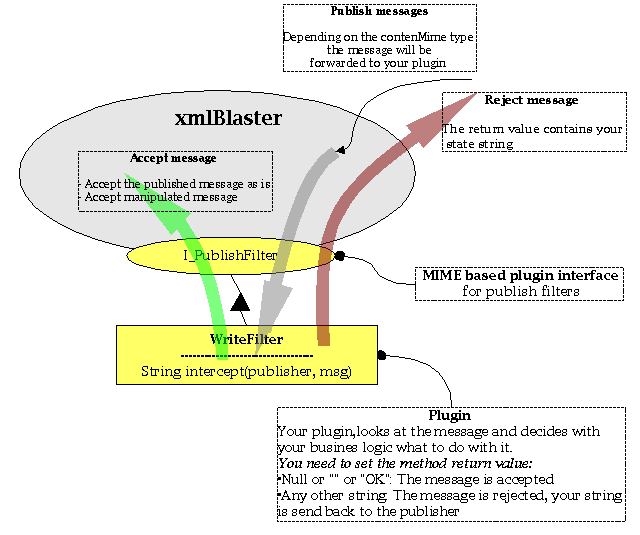 Publish messages
Depending on the contenMime type
the message will be
forwarded to your plugin
Reject message
The return value contains your
state string
xmlBlaster
Accept message
- Accept the published message as is
- Accept manipulated message
I_PublishFilter
MIME based plugin interface
for publish filters
WriteFilter
-----------------------------------
String intercept(publisher, msg)
Plugin
Your plugin,looks at the message and decides with
your busines logic what to do with it.
You need to set the method return value:
•Null or "" or "OK": The message is accepted
•Any other string: The message is rejected, your string
is send back to the publisher